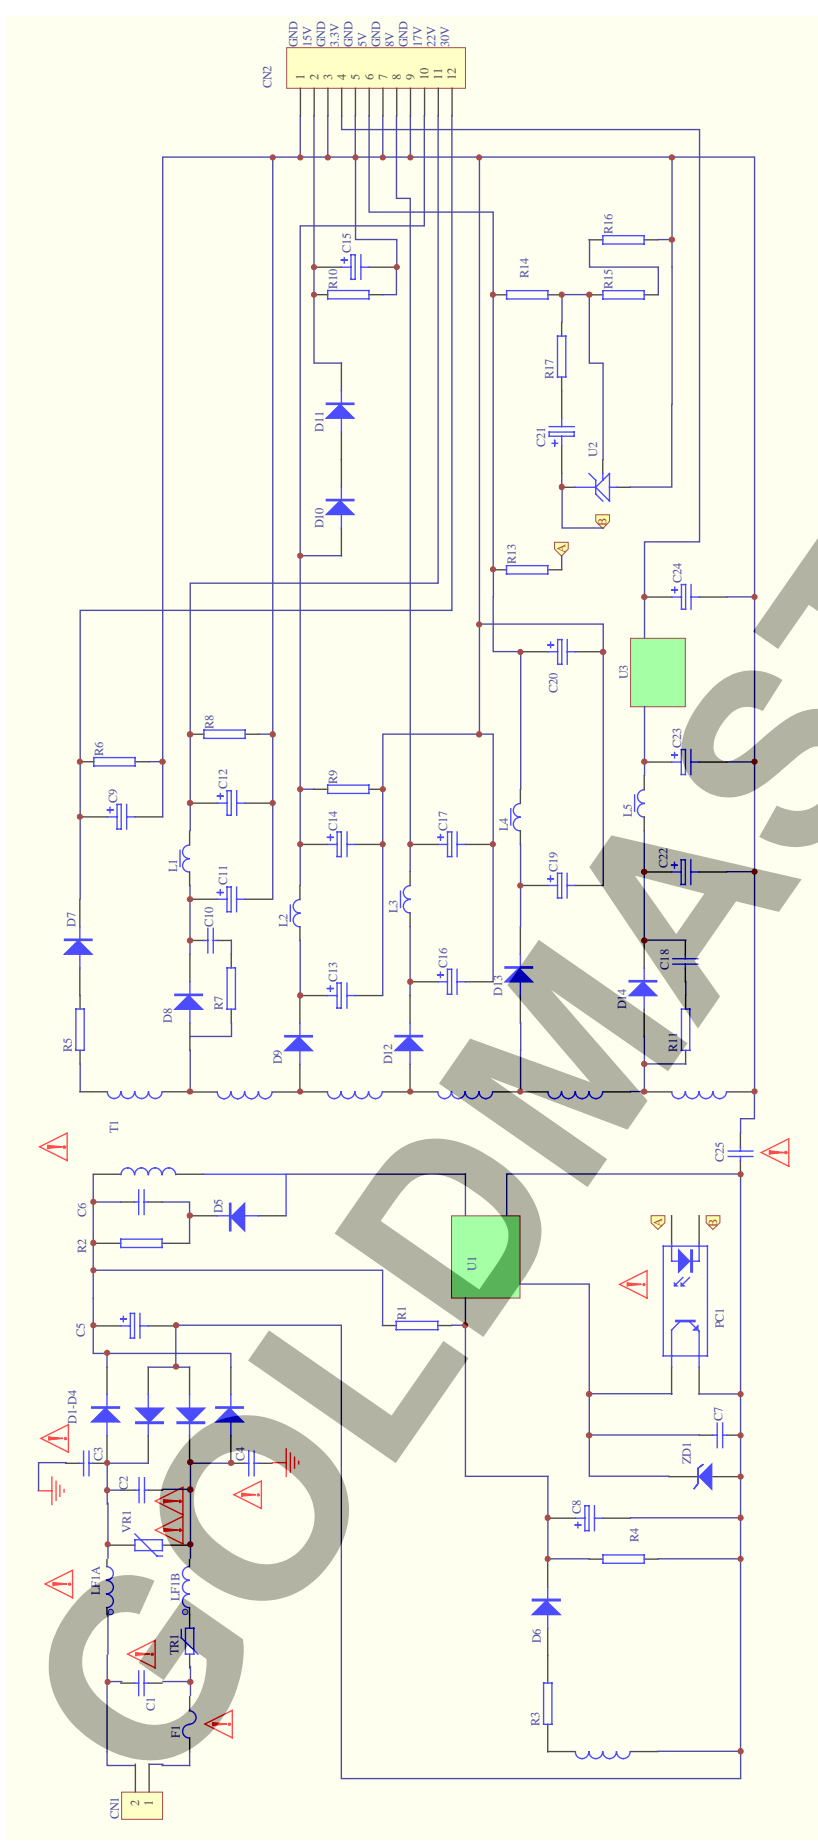 GND
15V
GND
3.3V
GND
5V
GND
8V
GND
17V
22V
30V
CN2
1
2
3
4
5
6
7
8
9
10
11
12
R16
C15
R10
R14
R15
R17
D11
C21
U2
D10
B
R13
A
C24
C20
U3
R8
R6
C9
C12
R9
C23
C14
C17
L4
L5
L1
C11
C19
C22
D7
C10
L2
L3
C18
D8
R7
C13
C16
D13
D14
R5
D9
D12
R11
T1
C25
C6
D5
R2
U1
A
B
PC1
C5
R1
D1-D4
C3
C4
C7
C2
ZD1
VR1
C8
R4
LF1A
LF1B
TR1
D6
C1
F1
R3
CN1
2
1
GOLDMAST